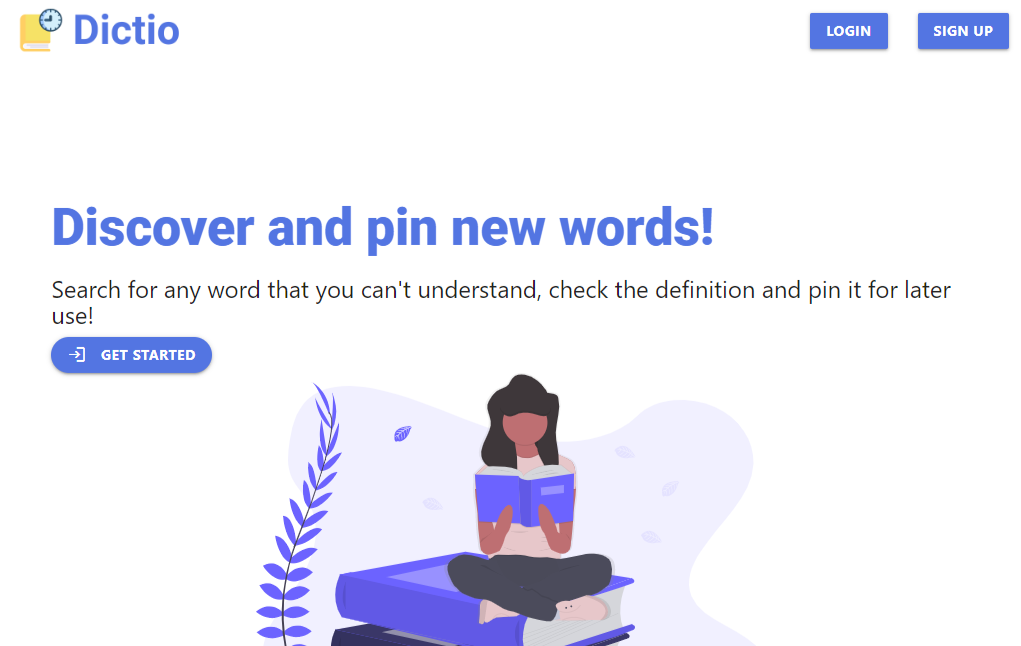 Dictio
LOGIN
SIGN UP
Discover and pin new words!
Search for any word that you can't understand, check the definition and pin it for later
use!
GET STARTED